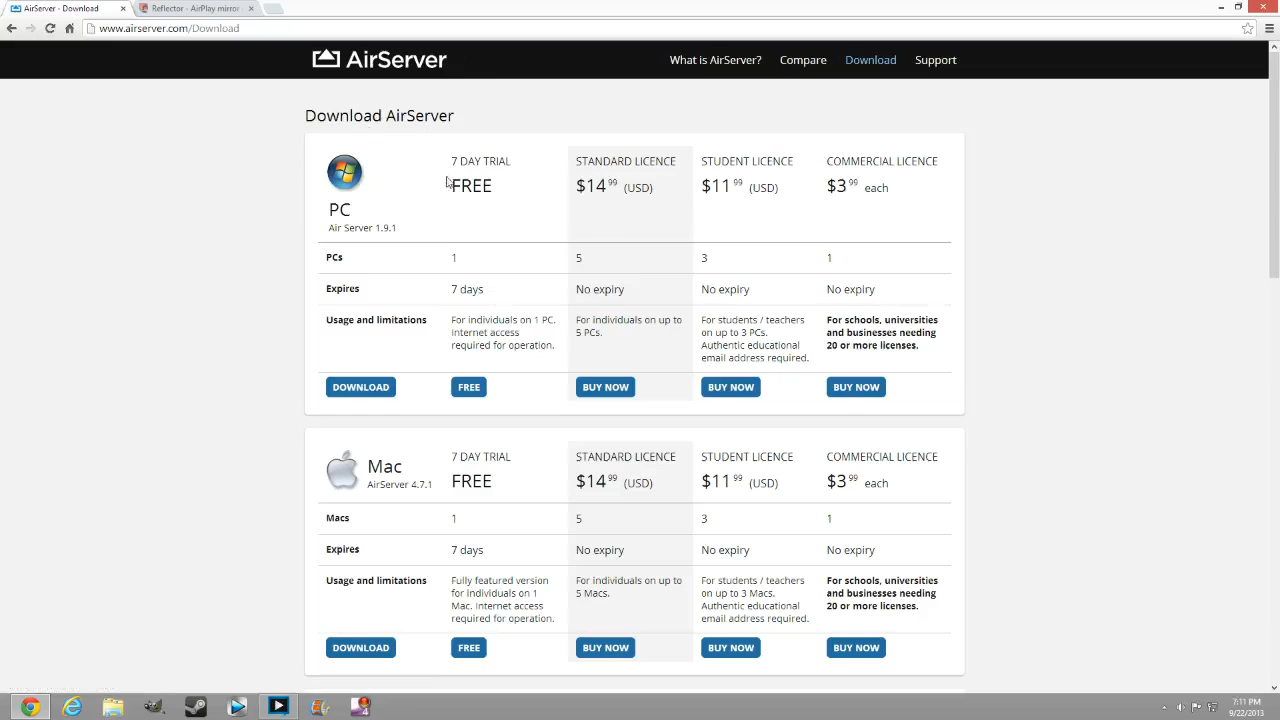 AirServer - Download
Reflector - AirPlay mirror
www.airserver.com/Download
AirServer
What is AirServer?
Compare
Download
Support
Download AirServer
PC
Air Server 1.9.1
7 DAY TRIAL
FREE
STANDARD LICENCE
$14 99 (USD)
STUDENT LICENCE
$11 99 (USD)
COMMERCIAL LICENCE
$3 99 each
PCs
1
5
3
1
Expires
7 days
No expiry
No expiry
No expiry
Usage and limitations
For individuals on 1 PC.
Internet access
required for operation.
For individuals on up to
5 PCs.
For students / teachers
on up to 3 PCs.
Authentic educational
email address required.
For schools, universities
and businesses needing
20 or more licenses.
DOWNLOAD
FREE
BUY NOW
BUY NOW
BUY NOW
Mac
AirServer 4.7.1
7 DAY TRIAL
FREE
STANDARD LICENCE
$14 99 (USD)
STUDENT LICENCE
$11 99 (USD)
COMMERCIAL LICENCE
$3 99 each
Macs
1
5
3
1
Expires
7 days
No expiry
No expiry
No expiry
Usage and limitations
Fully featured version
for individuals on 1
Mac. Internet access
required for operation.
For individuals on up to
5 Macs.
For students / teachers
on up to 3 Macs.
Authentic educational
email address required.
For schools, universities
and businesses needing
20 or more licenses.
DOWNLOAD
FREE
BUY NOW
BUY NOW
BUY NOW
7:11 PM
9/22/2013